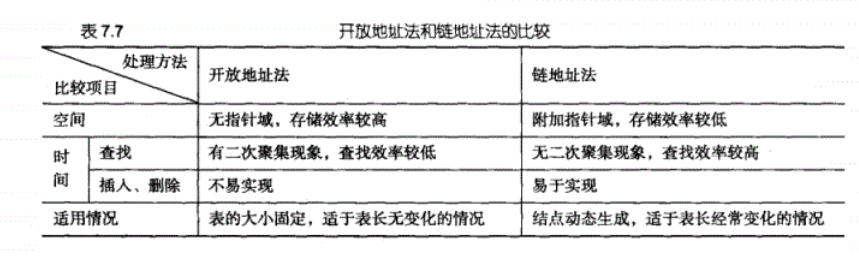 表 7.7 开放地址法和链地址法的比较
处理方法
比较项目
开放地址法 链地址法
空间 无指针域，存储效率较高 附加指针域，存储效率较低
时间 查找 有二次聚集现象，查找效率较低 无二次聚集现象，查找效率较高
插入、删除 不易实现 易于实现
适用情况 表的大小固定，适于表长无变化的情况 结点动态生成，适于表长经常变化的情况